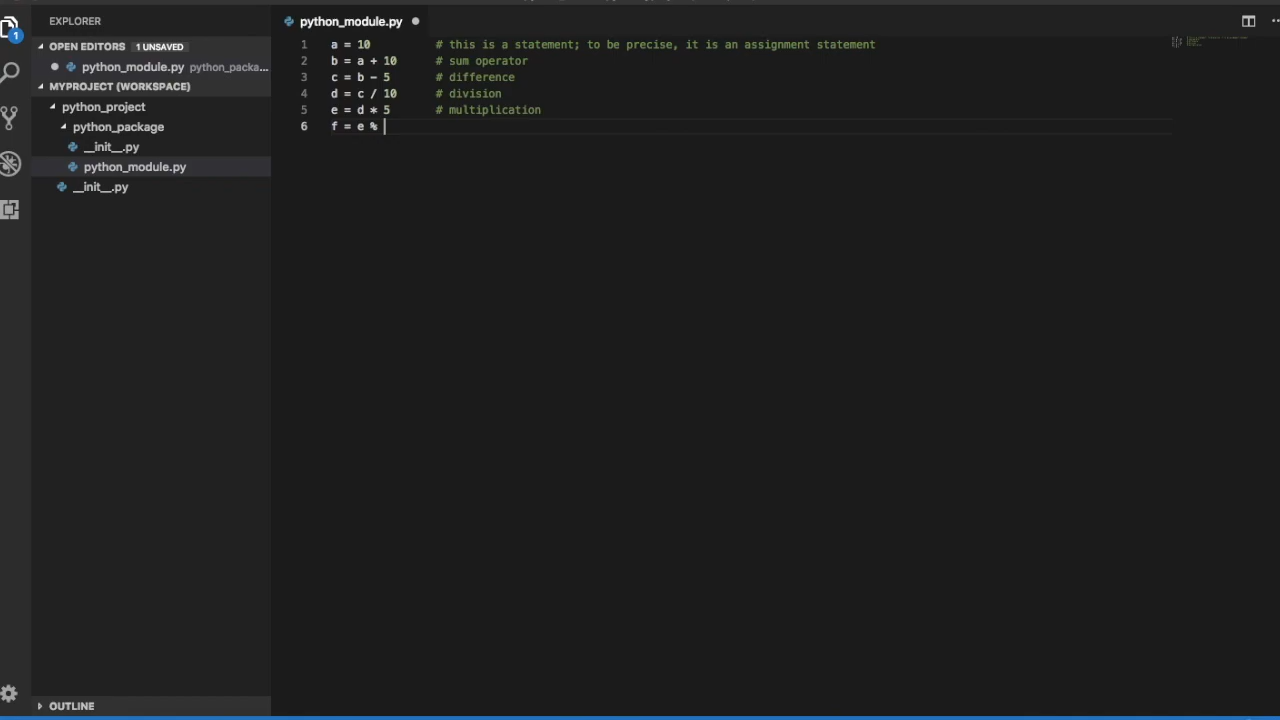 EXPLORER
python_module.py
OPEN EDITORS 1 UNSAVED
python_module.py python_packa...
MYPROJECT (WORKSPACE)
python_project
python_package
__init__.py
python_module.py
__init__.py
OUTLINE
1
1 a = 10 # this is a statement; to be precise, it is an assignment statement
2 b = a + 10 # sum operator
3 c = b - 5 # difference
4 d = c / 10 # division
5 e = d * 5 # multiplication
6 f = e %